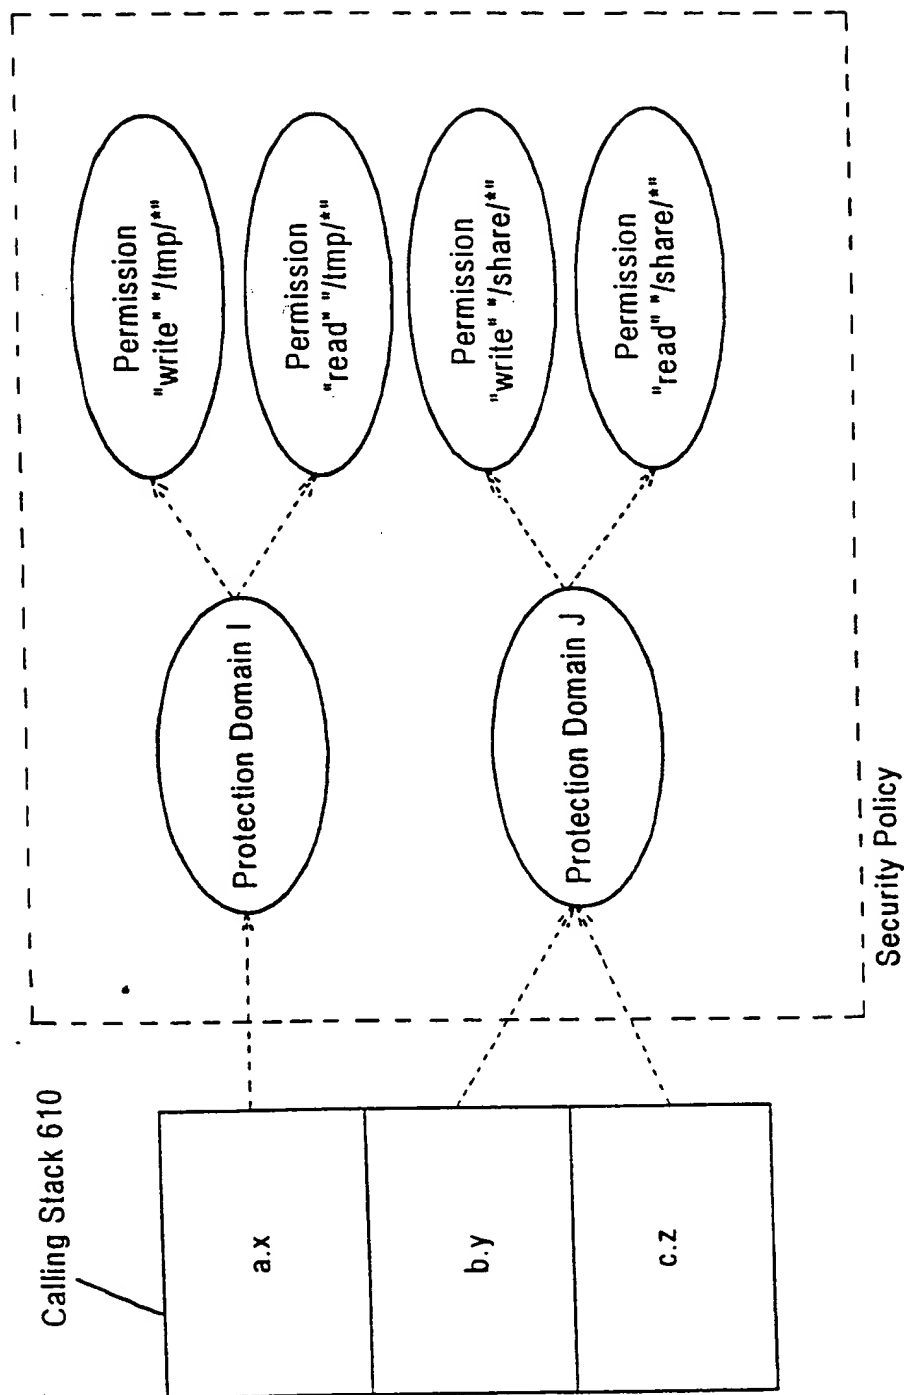 Calling Stack 610
a.x
b.y
c.z
Protection Domain I
Protection Domain J
Permission
"write" "/tmp/*"
Permission
"read" "/tmp/*"
Permission
"write" "/share/*"
Permission
"read" "/share/*"
Security Policy